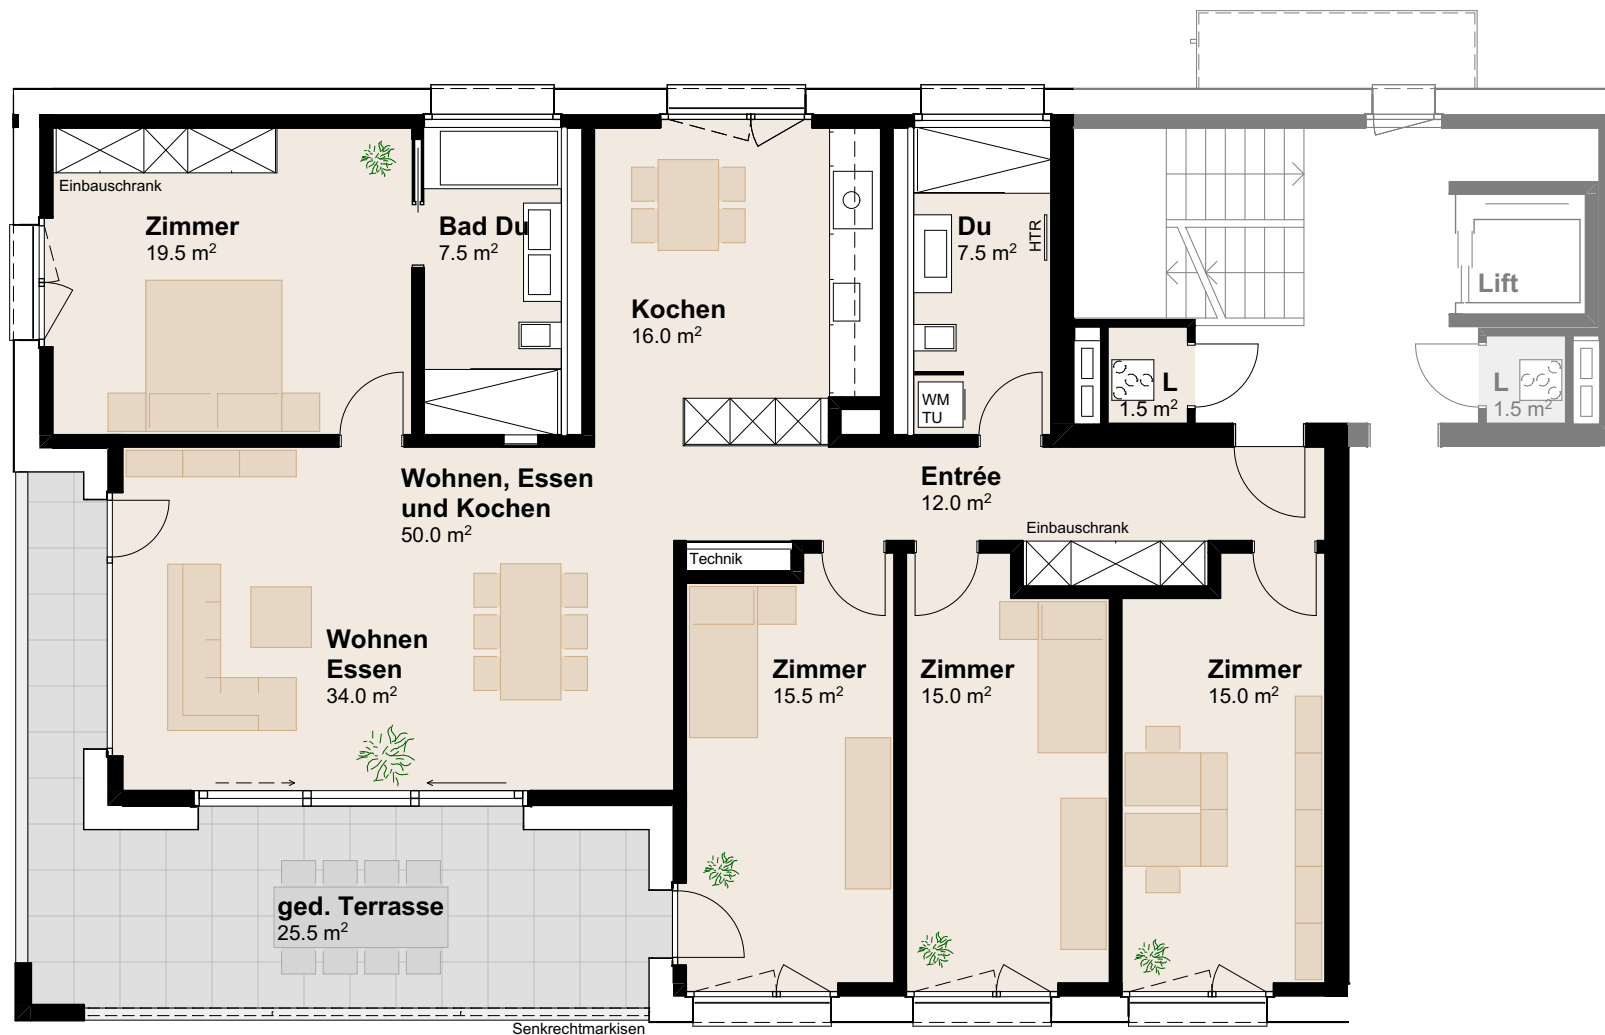 Einbauschrank
Zimmer
19.5 m²
Bad Du
7.5 m²
Kochen
16.0 m²
Du
7.5 m²
HTR
WM
TU
Lift
L
1.5 m²
L
1.5 m²
Wohnen, Essen
und Kochen
50.0 m²
Entrée
12.0 m²
Einbauschrank
Technik
Wohnen
Essen
34.0 m²
Zimmer
15.5 m²
Zimmer
15.0 m²
Zimmer
15.0 m²
ged. Terrasse
25.5 m²
Senkrechtmarkisen